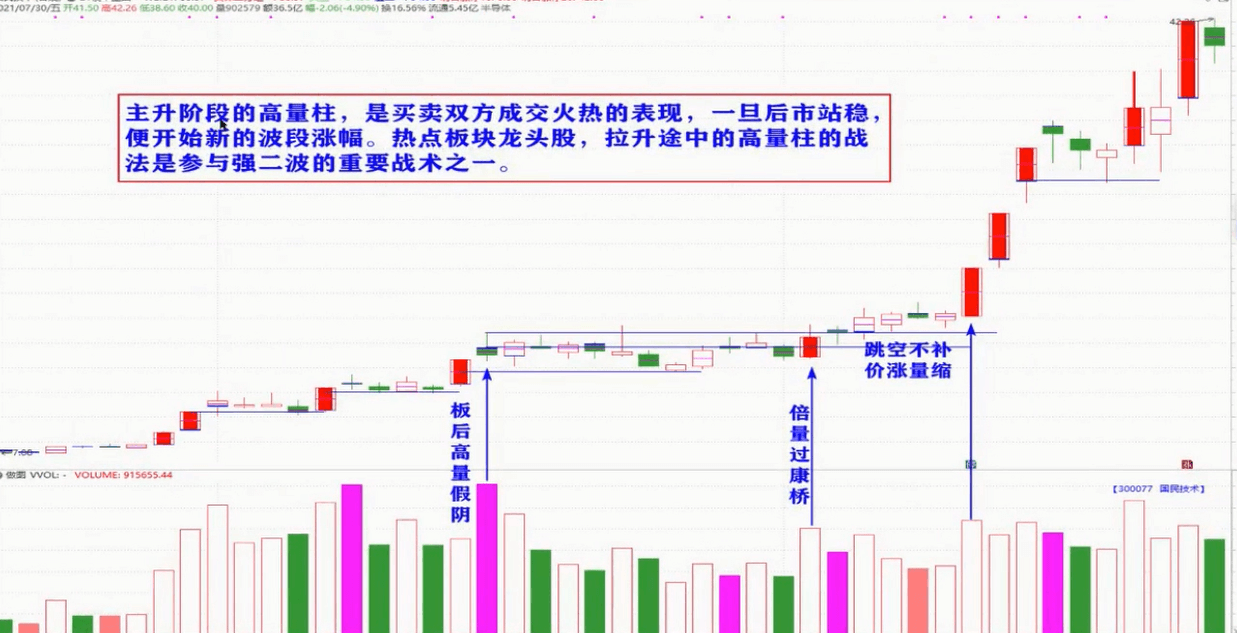 021/07/30/五 开41.50 高42.26 低38.60 收40.00 量902579 额36.5亿 幅-2.06(-4.90%) 换16.56% 流通5.45亿 半导体
42.26
主升阶段的高量柱，是买卖双方成交火热的表现，一旦后市站稳，
便开始新的波段涨幅。热点板块龙头股，拉升途中的高量柱的战
法是参与强二波的重要战术之一。
跳空不补
价涨量缩
板后高量假阴
倍量过康桥
做图 VVOL: - VOLUME: 915655.44
【300077 国民技术】